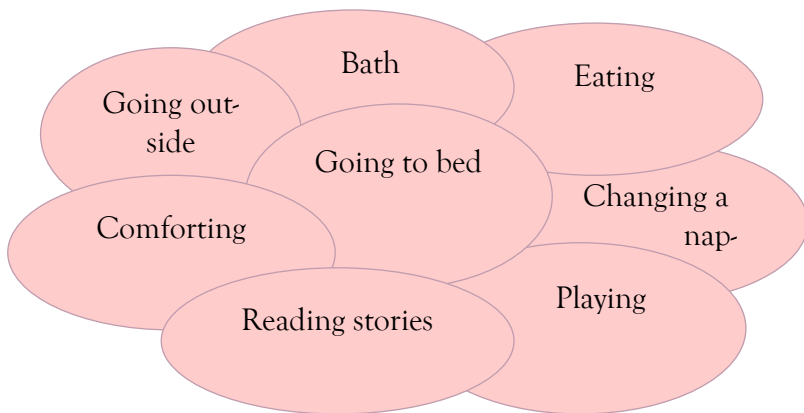 Bath
Eating
Going out-
side
Going to bed
Changing a
nap-
Comforting
Playing
Reading stories